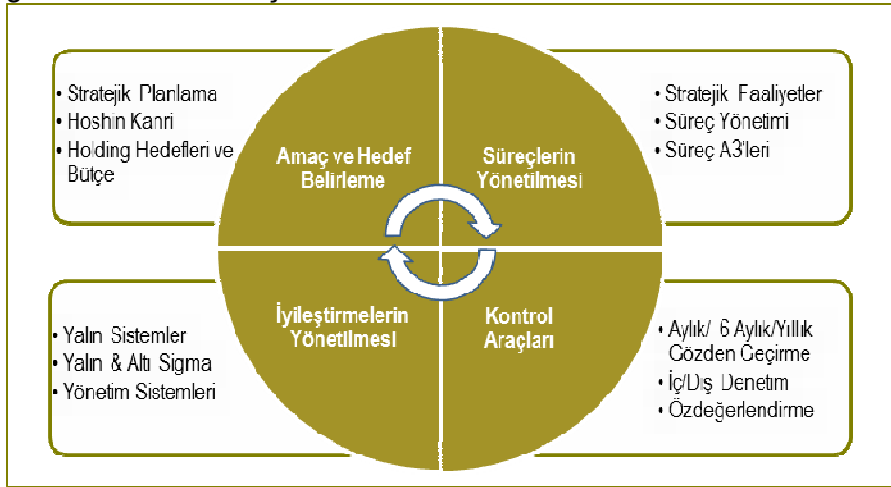 • Stratejik Planlama
• Hoshin Kanri
• Holding Hedefleri ve
Bütçe
Amaç ve Hedef
Belirleme
Süreçlerin
Yönetilmesi
• Stratejik Faaliyetler
• Süreç Yönetimi
• Süreç A3'leri
• Yalın Sistemler
• Yalın & Altı Sigma
• Yönetim Sistemleri
İyileştirmelerin
Yönetilmesi
Kontrol
Araçları
• Aylık/ 6 Aylık/Yıllık
Gözden Geçirme
• İç/Dış Denetim
• Özdeğerlendirme